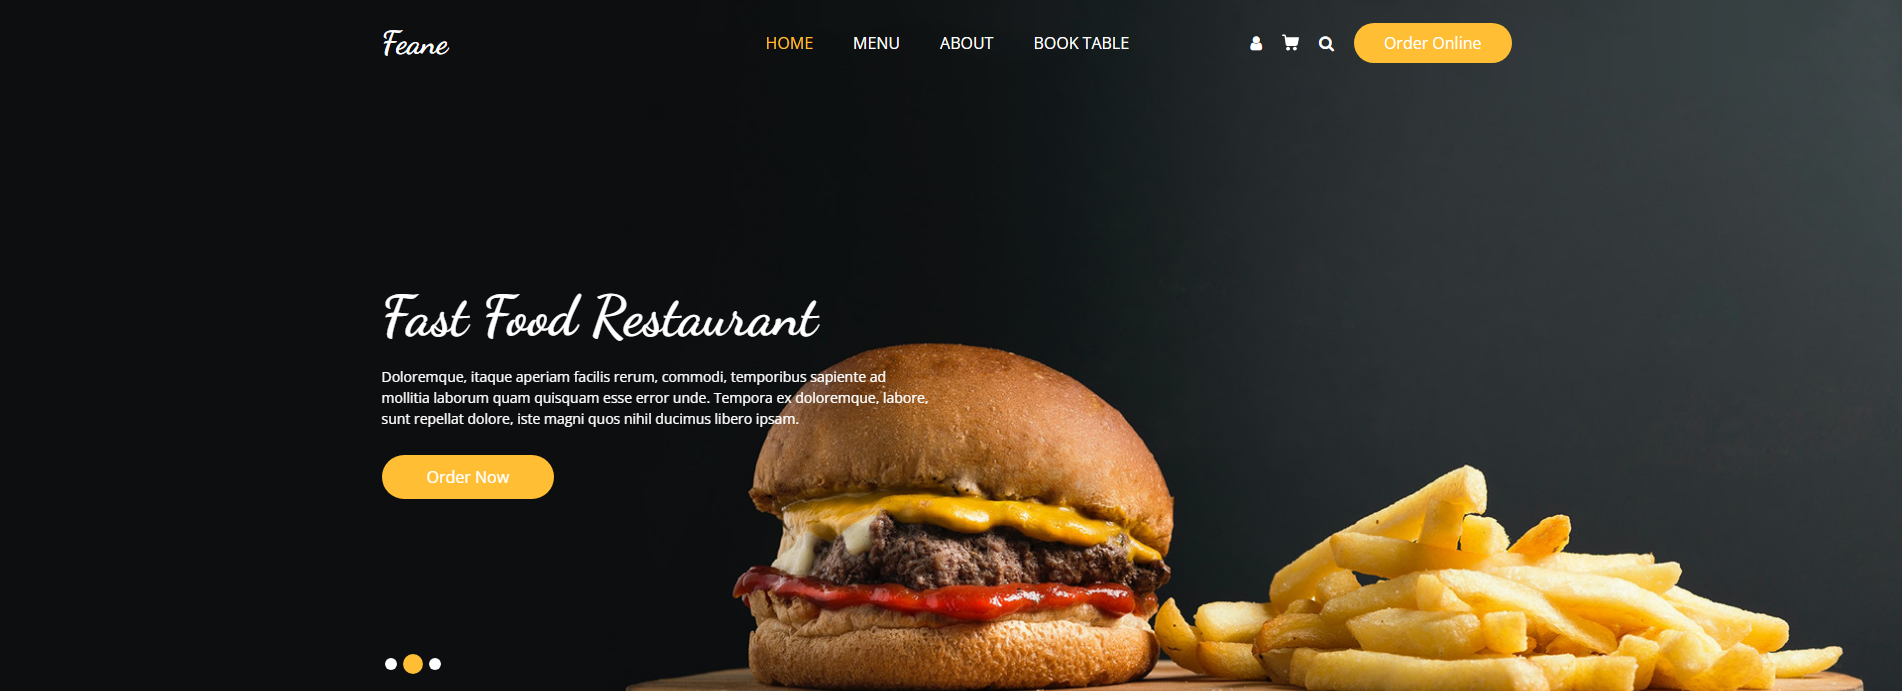 Feane
HOME MENU ABOUT BOOK TABLE Order Online
Fast Food Restaurant
Doloremque, itaque aperiam facilis rerum, commodi, temporibus sapiente ad
mollitia laborum quam quisquam esse error unde. Tempora ex doloremque, labore,
sunt repellat dolore, iste magni quos nihil ducimus libero ipsam.
Order Now